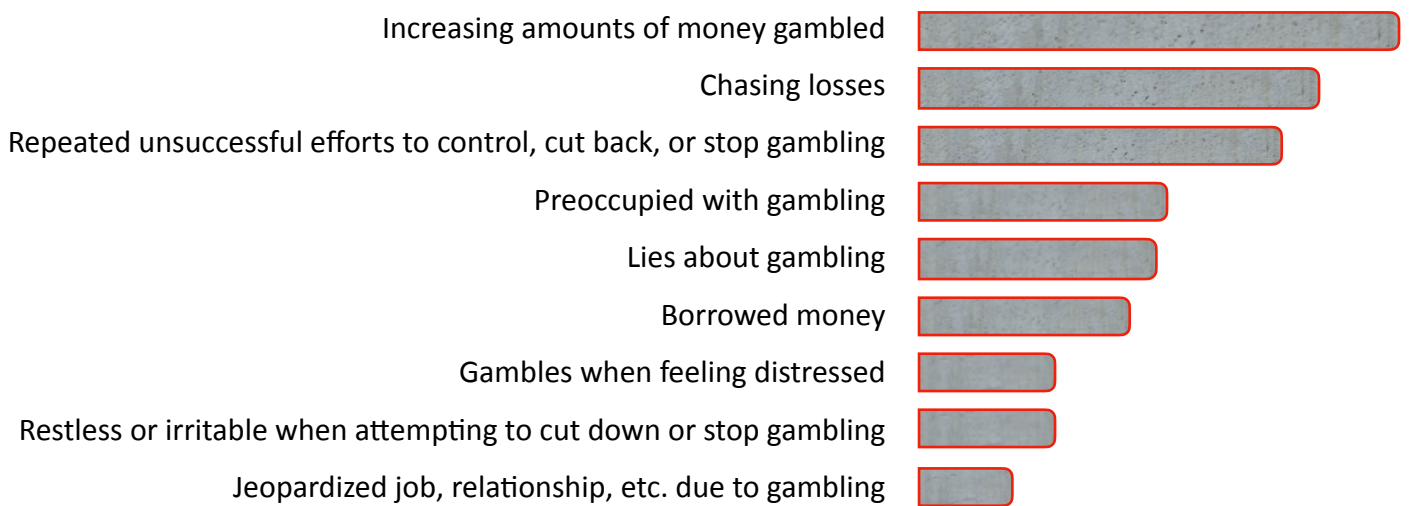 Increasing amounts of money gambled
Chasing losses
Repeated unsuccessful efforts to control, cut back, or stop gambling
Preoccupied with gambling
Lies about gambling
Borrowed money
Gambles when feeling distressed
Restless or irritable when attempting to cut down or stop gambling
Jeopardized job, relationship, etc. due to gambling